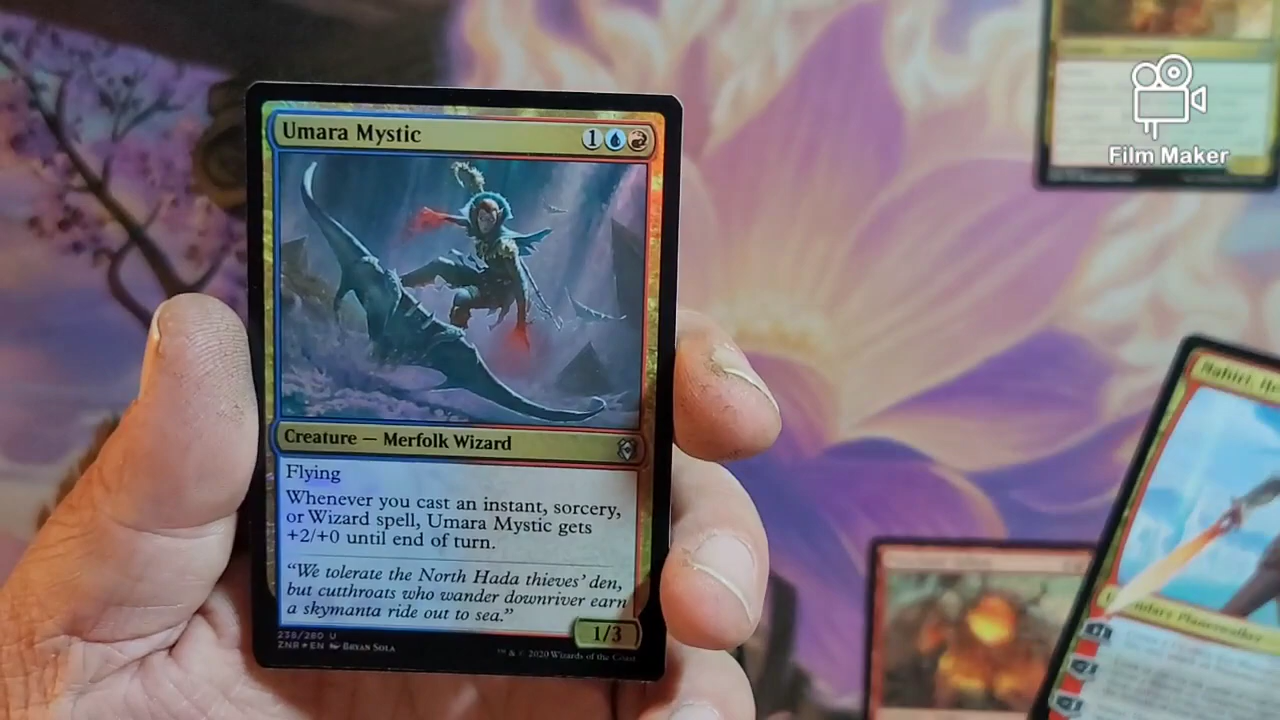 Umara Mystic
1
Creature — Merfolk Wizard
Flying
Whenever you cast an instant, sorcery,
or Wizard spell, Umara Mystic gets
+2/+0 until end of turn.
“We tolerate the North Hada thieves’ den,
but cutthroats who wander downriver earn
a skymanta ride out to sea.”
1/3
238/280 U
ZNR ★ EN Bryan Sola
™ & © 2020 Wizards of the Coast
Film Maker
Nahiri,
Legendary Planeswalker